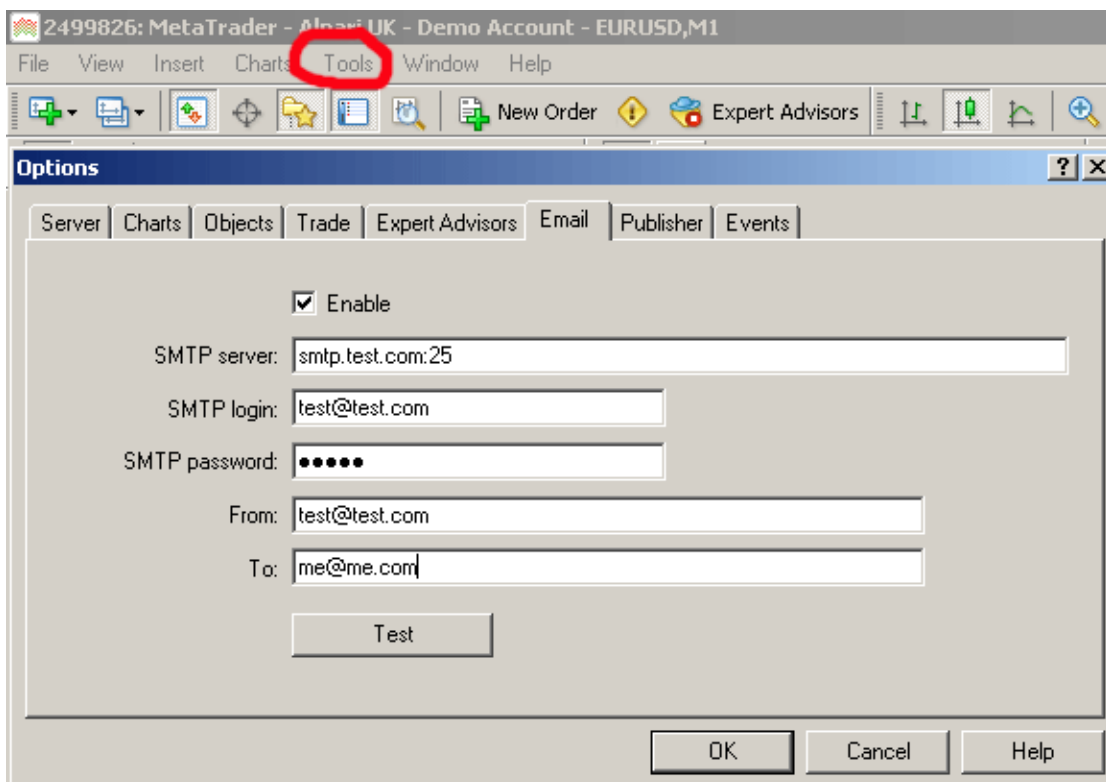 2499826: MetaTrader - Alpari UK - Demo Account - EURUSD,M1
File View Insert Charts Tools Window Help
New Order Expert Advisors
Options
Server Charts Objects Trade Expert Advisors Email Publisher Events
Enable
SMTP server: smtp.test.com:25
SMTP login: test@test.com
SMTP password: •••••
From: test@test.com
To: me@me.com
Test
OK Cancel Help